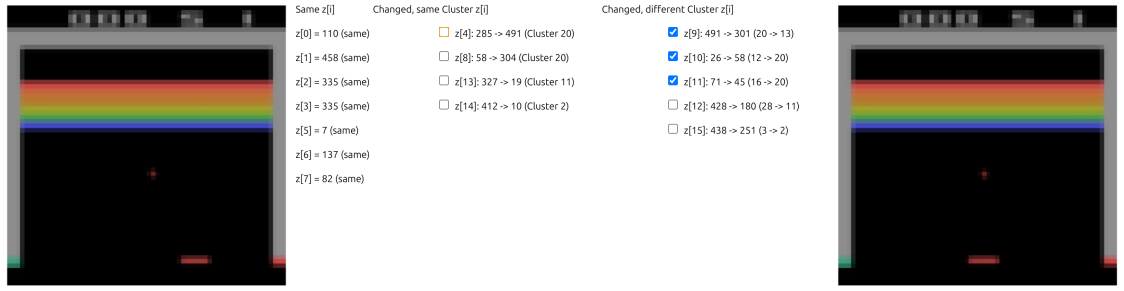 Same z[i] Changed, same Cluster z[i] Changed, different Cluster z[i]
z[0] = 110 (same) z[4]: 285 -> 491 (Cluster 20) z[9]: 491 -> 301 (20 -> 13)
z[1] = 458 (same) z[8]: 58 -> 304 (Cluster 20) z[10]: 26 -> 58 (12 -> 20)
z[2] = 335 (same) z[13]: 327 -> 19 (Cluster 11) z[11]: 71 -> 45 (16 -> 20)
z[3] = 335 (same) z[14]: 412 -> 10 (Cluster 2) z[12]: 428 -> 180 (28 -> 11)
z[5] = 7 (same) z[15]: 438 -> 251 (3 -> 2)
z[6] = 137 (same)
z[7] = 82 (same)